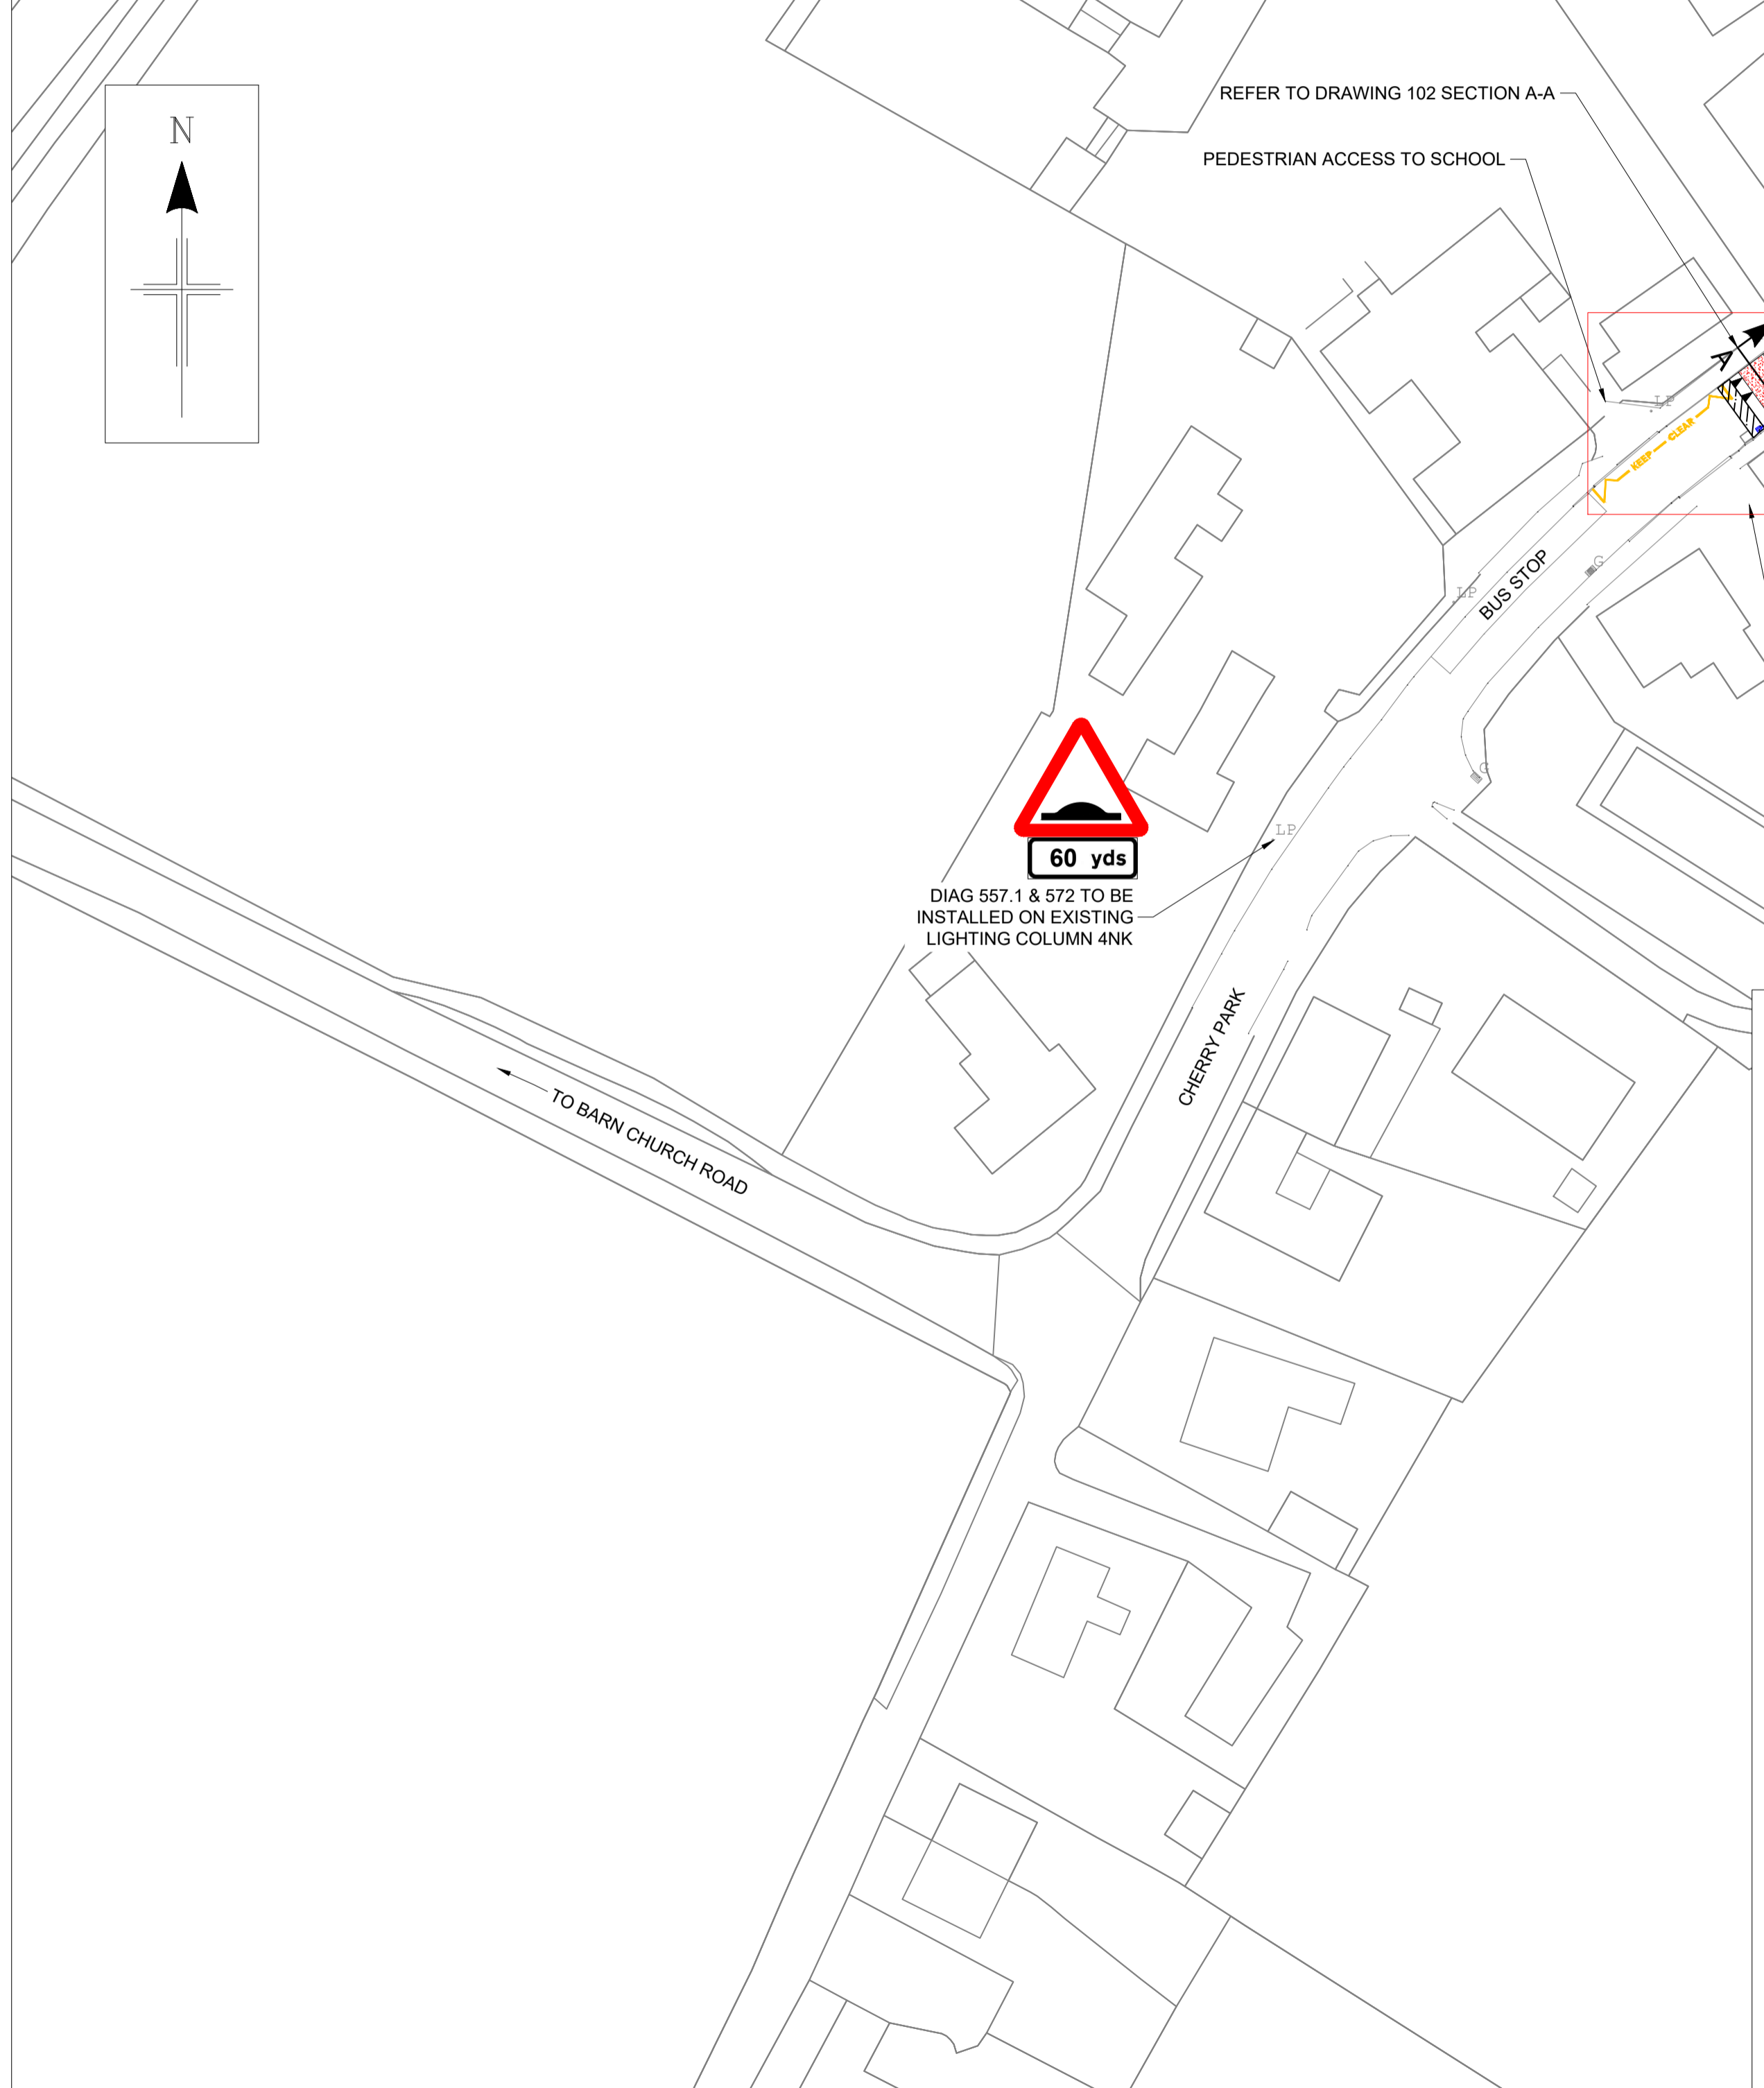 N
REFER TO DRAWING 102 SECTION A-A
PEDESTRIAN ACCESS TO SCHOOL
A
LP
KEEP CLEAR
G
BUS STOP
LP
G
LP
60 yds
DIAG 557.1 & 572 TO BE
INSTALLED ON EXISTING
LIGHTING COLUMN 4NK
CHERRY PARK
TO BARN CHURCH ROAD